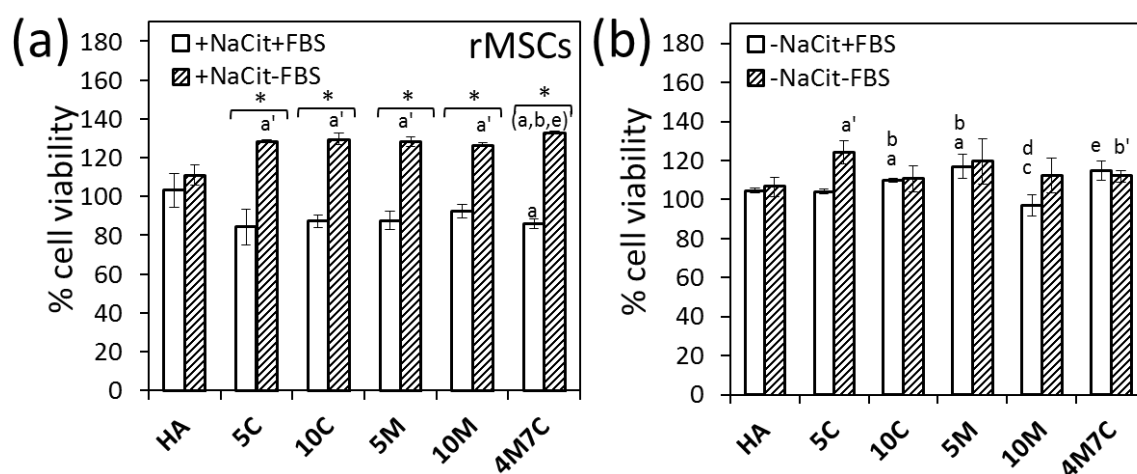 (a)
% cell viability
180
160
140
120
100
80
60
40
20
0
+NaCit+FBS
+NaCit-FBS
rMSCs
* * * * *
a' a' a' a' (a,b,e)'
a
HA 5C 10C 5M 10M 4M7C
(b)
% cell viability
180
160
140
120
100
80
60
40
20
0
-NaCit+FBS
-NaCit-FBS
a' b b d e b'
a a c
HA 5C 10C 5M 10M 4M7C